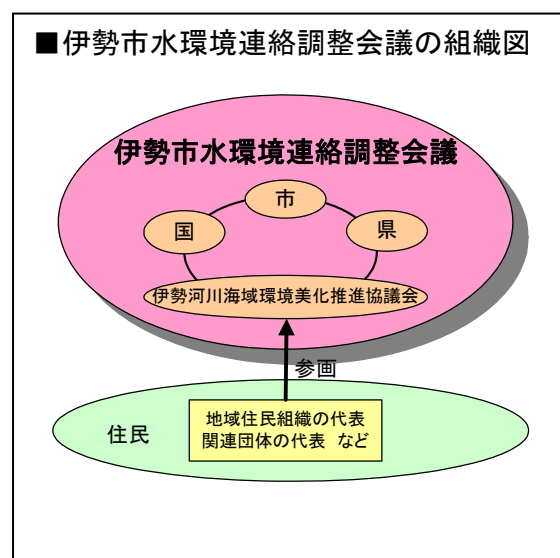 ■伊勢市水環境連絡調整会議の組織図
伊勢市水環境連絡調整会議
市
国
県
伊勢河川海域環境美化推進協議会
参画
住民
地域住民組織の代表
関連団体の代表 など